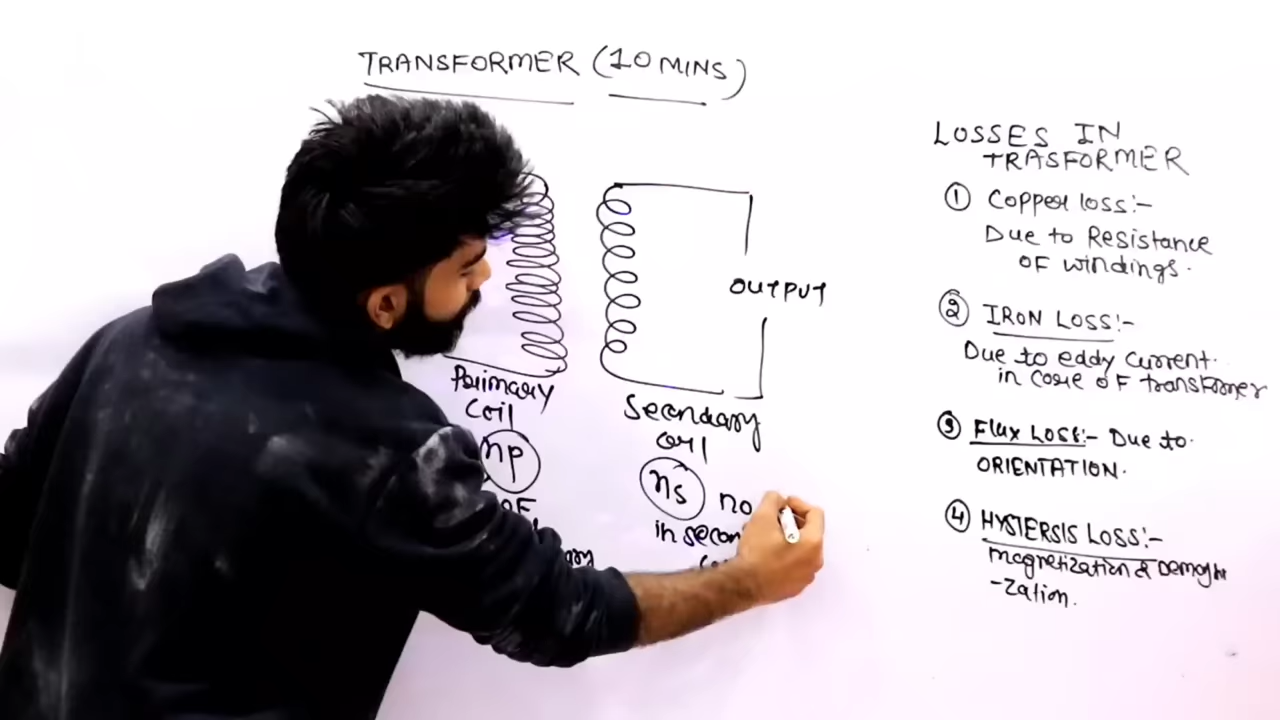 TRANSFORMER (10 MINS)
OUTPUT
Primary
Coil
np
OF
Secondary
Coil
ns no
in secon
LOSSES IN
TRASFORMER
① Copper loss:-
Due to Resistance
OF windings.
② IRON LOSS:-
Due to eddy current.
in core OF transformer
③ Flux Loss:- Due to.
ORIENTATION.
④ HYSTERSIS LOSS:-
Magnetization & Demagn
-Zation.